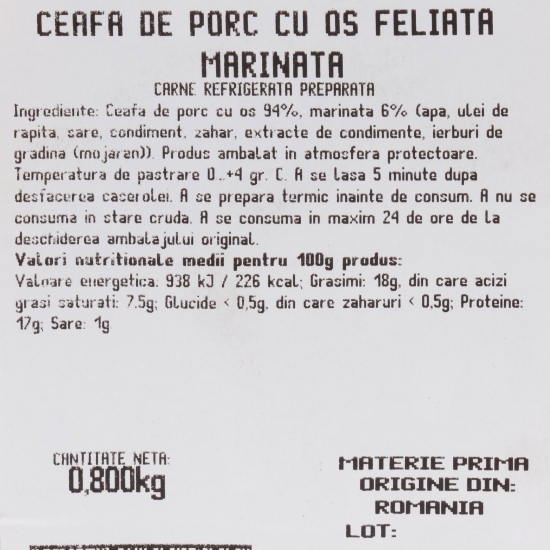 CEAFA DE PORC CU OS FELIATA
MARINATA
CARNE REFRIGERATA PREPARATA
Ingrediente: Ceafa de porc cu os 94%, marinata 6% (apa, ulei de
rapita, sare, condiment, zahar, extracte de condimente, ierburi de
gradina (mojaran)). Produs ambalat in atmosfera protectoare.
Temperatura de pastrare 0..+4 gr. C. A se lasa 5 minute dupa
desfacerea caserolei. A se prepara termic inainte de consum. A nu se
consuma in stare cruda. A se consuma in maxim 24 de ore de la
deschiderea ambalajului original.
Valori nutritionale medii pentru 100g produs:
Valoare energetica: 938 kJ / 226 kcal; Grasimi: 18g, din care acizi
grasi saturati: 7.5g; Glucide < 0,5g, din care zaharuri < 0,5g; Proteine:
17g; Sare: 1g
CANTITATE NETA:
0,800kg
MATERIE PRIMA
ORIGINE DIN:
ROMANIA
LOT: